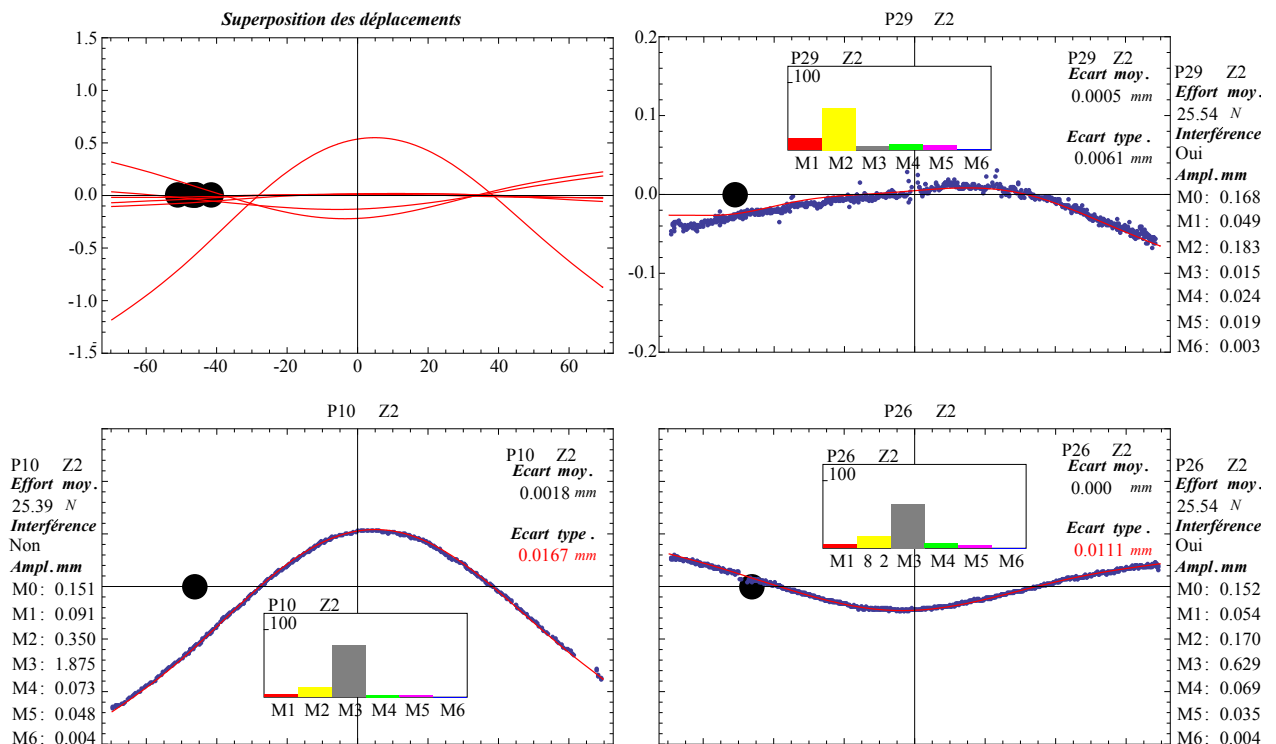 Superposition des déplacements
1.5
1.0
0.5
0.0
-0.5
-1.0
-1.5
-60
-40
-20
0
20
40
60
P29 Z2
0.2
0.1
0.0
-0.1
-0.2
P29 Z2
100
M1 M2 M3 M4 M5 M6
P29 Z2
Ecart moy.
0.0005 mm
Ecart type.
0.0061 mm
P29 Z2
Effort moy.
25.54 N
Interférence
Oui
Ampl.mm
M0: 0.168
M1: 0.049
M2: 0.183
M3: 0.015
M4: 0.024
M5: 0.019
M6: 0.003
P10 Z2
P10 Z2
Effort moy.
25.39 N
Interférence
Non
Ampl.mm
M0: 0.151
M1: 0.091
M2: 0.350
M3: 1.875
M4: 0.073
M5: 0.048
M6: 0.004
P10 Z2
Ecart moy.
0.0018 mm
Ecart type.
0.0167 mm
P10 Z2
100
M1 M2 M3 M4 M5 M6
P26 Z2
P26 Z2
100
M1 8 2 M3 M4 M5 M6
P26 Z2
Ecart moy.
0.000 mm
Ecart type.
0.0111 mm
P26 Z2
Effort moy.
25.54 N
Interférence
Oui
Ampl.mm
M0: 0.152
M1: 0.054
M2: 0.170
M3: 0.629
M4: 0.069
M5: 0.035
M6: 0.004